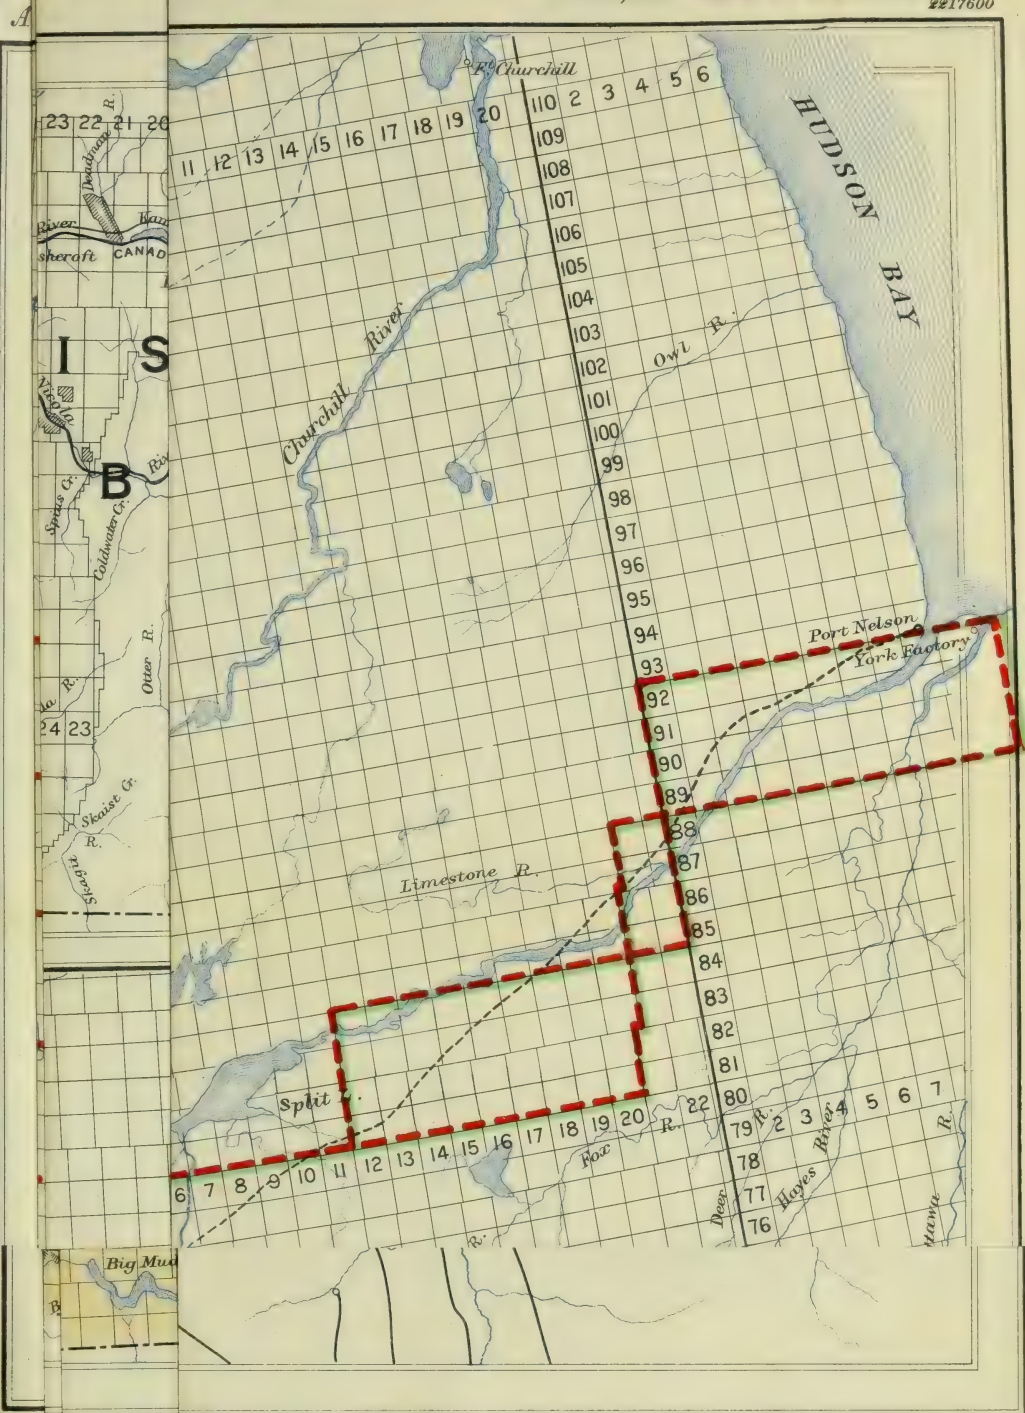 A
2217600
Ft. Churchill
110 2 3 4 5 6
11 12 13 14 15 16 17 18 19 20
109
108
107
106
105
104
103
102
101
100
99
98
97
96
95
94
93
92
91
90
89
88
87
86
85
84
83
82
81
80
79 2 3 4 5 6 7
78
77
76
HUDSON
BAY
Owl R.
Churchill River
Port Nelson
York Factory
Limestone R.
Split L.
6 7 8 9 10 11 12 13 14 15 16 17 18 19 20 22
Fox R.
Deer R.
Hayes River
R.
R.
23 22 21 20
Deadman R.
River
CANAD
I S
Nicola
B
Spius Cr.
Coldwater Cr.
Otter R.
R.
24 23
Skaist Cr.
R.
Skagit
Big Mud
B